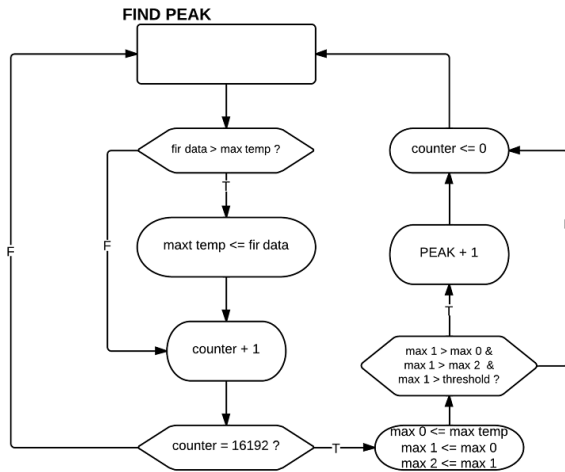 FIND PEAK
fir data > max temp ?
T
F
maxt temp <= fir data
counter + 1
F
counter = 16192 ?
T
max 0 <= max temp
max 1 <= max 0
max 2 <= max 1
max 1 > max 0 &
max 1 > max 2 &
max 1 > threshold ?
T
PEAK + 1
counter <= 0